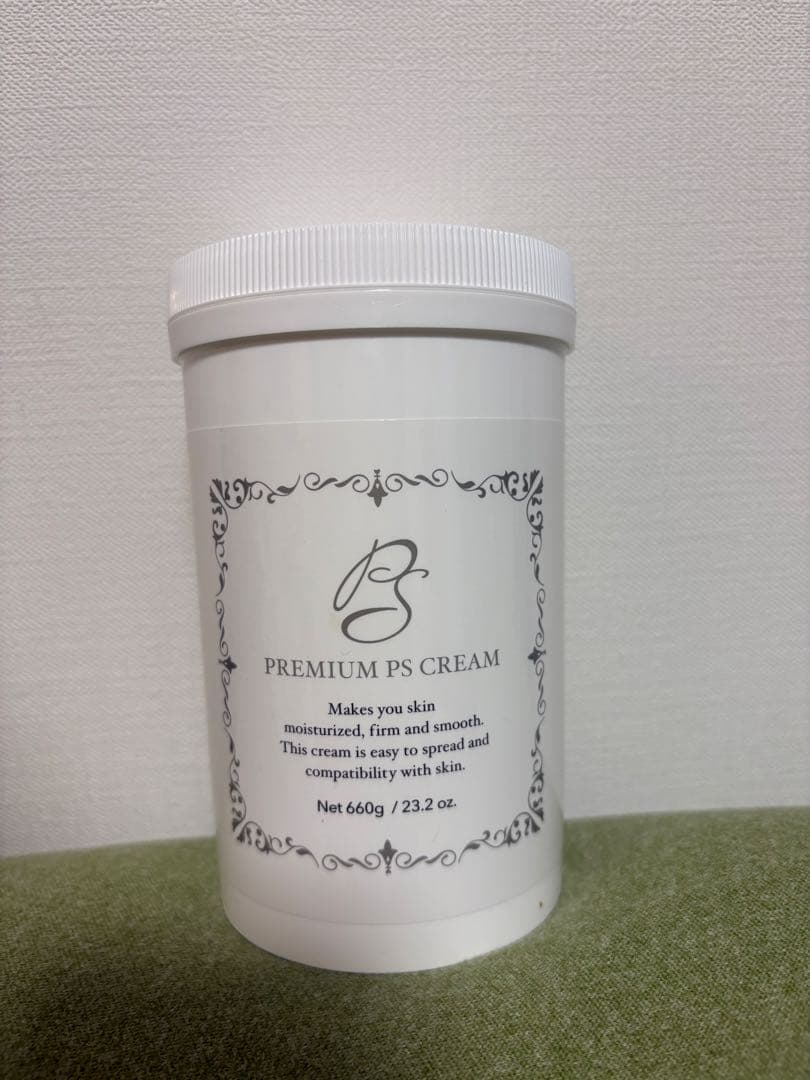 PS
PREMIUM PS CREAM
Makes you skin
moisturized, firm and smooth.
This cream is easy to spread and
compatibility with skin.
Net 660g / 23.2 oz.